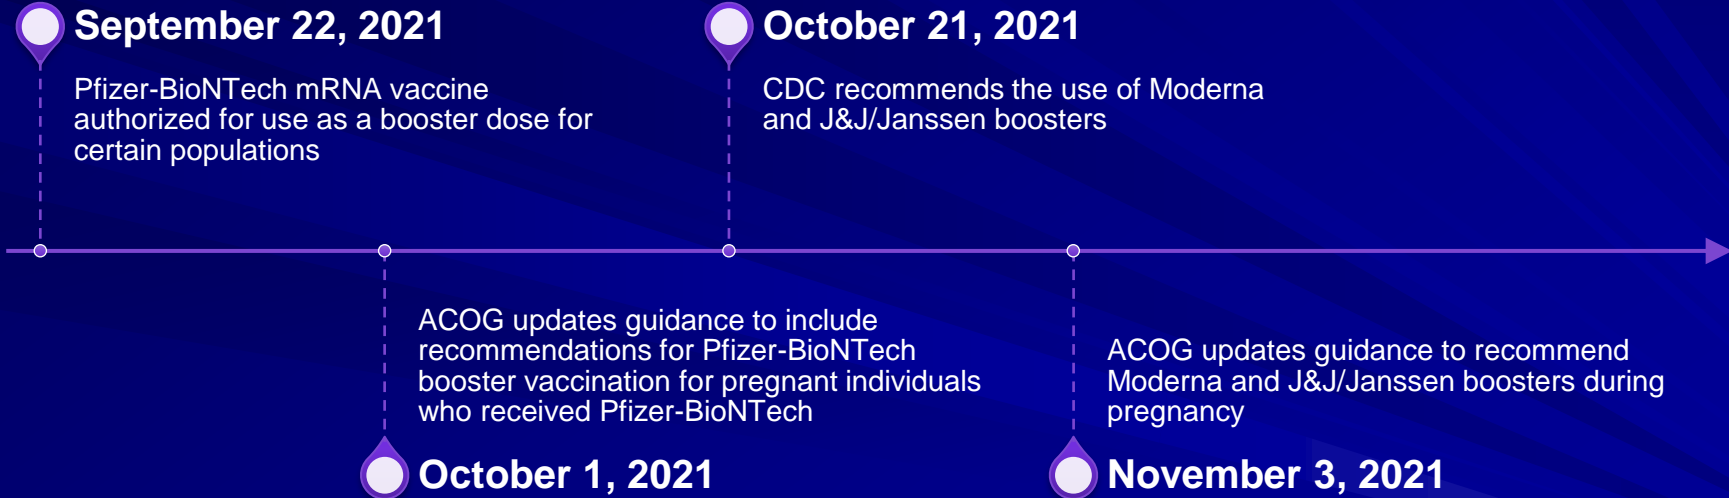 September 22, 2021
Pfizer-BioNTech mRNA vaccine
authorized for use as a booster dose for
certain populations
October 21, 2021
CDC recommends the use of Moderna
and J&J/Janssen boosters
ACOG updates guidance to include
recommendations for Pfizer-BioNTech
booster vaccination for pregnant individuals
who received Pfizer-BioNTech
October 1, 2021
ACOG updates guidance to recommend
Moderna and J&J/Janssen boosters during
pregnancy
November 3, 2021